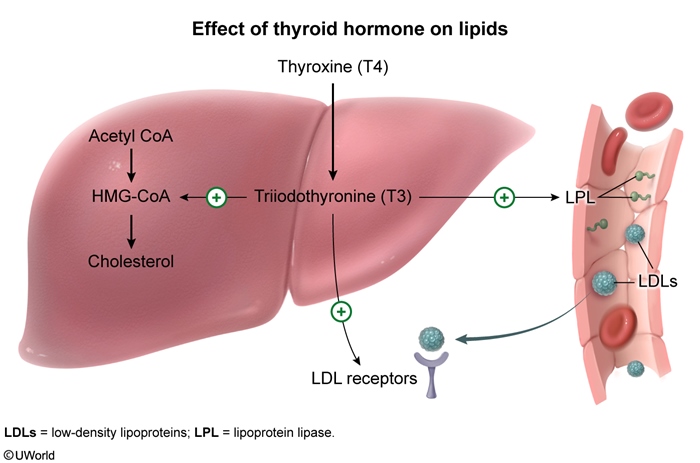 Effect of thyroid hormone on lipids
Thyroxine (T4)
Acetyl CoA
HMG-CoA
+
Triiodothyronine (T3)
+
LPL
Cholesterol
LDLs
+
LDL receptors
LDLs = low-density lipoproteins; LPL = lipoprotein lipase.
©UWorld